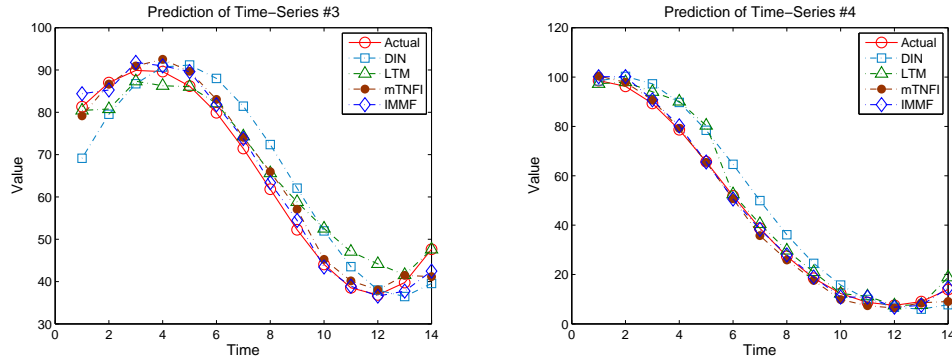 Prediction of Time−Series #3
100
90
80
70
60
50
40
30
0
2
4
6
8
10
12
14
Value
Time
Actual
DIN
LTM
mTNFI
IMMF
Prediction of Time−Series #4
120
100
80
60
40
20
0
0
2
4
6
8
10
12
14
Value
Time
Actual
DIN
LTM
mTNFI
IMMF